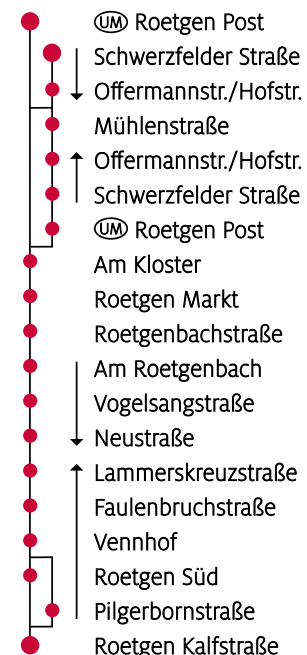 UM Roetgen Post
Schwerzfelder Straße
Offermannstr./Hofstr.
Mühlenstraße
Offermannstr./Hofstr.
Schwerzfelder Straße
UM Roetgen Post
Am Kloster
Roetgen Markt
Roetgenbachstraße
Am Roetgenbach
Vogelsangstraße
Neustraße
Lammerskreuzstraße
Faulenbruchstraße
Vennhof
Roetgen Süd
Pilgerbornstraße
Roetgen Kalfstraße